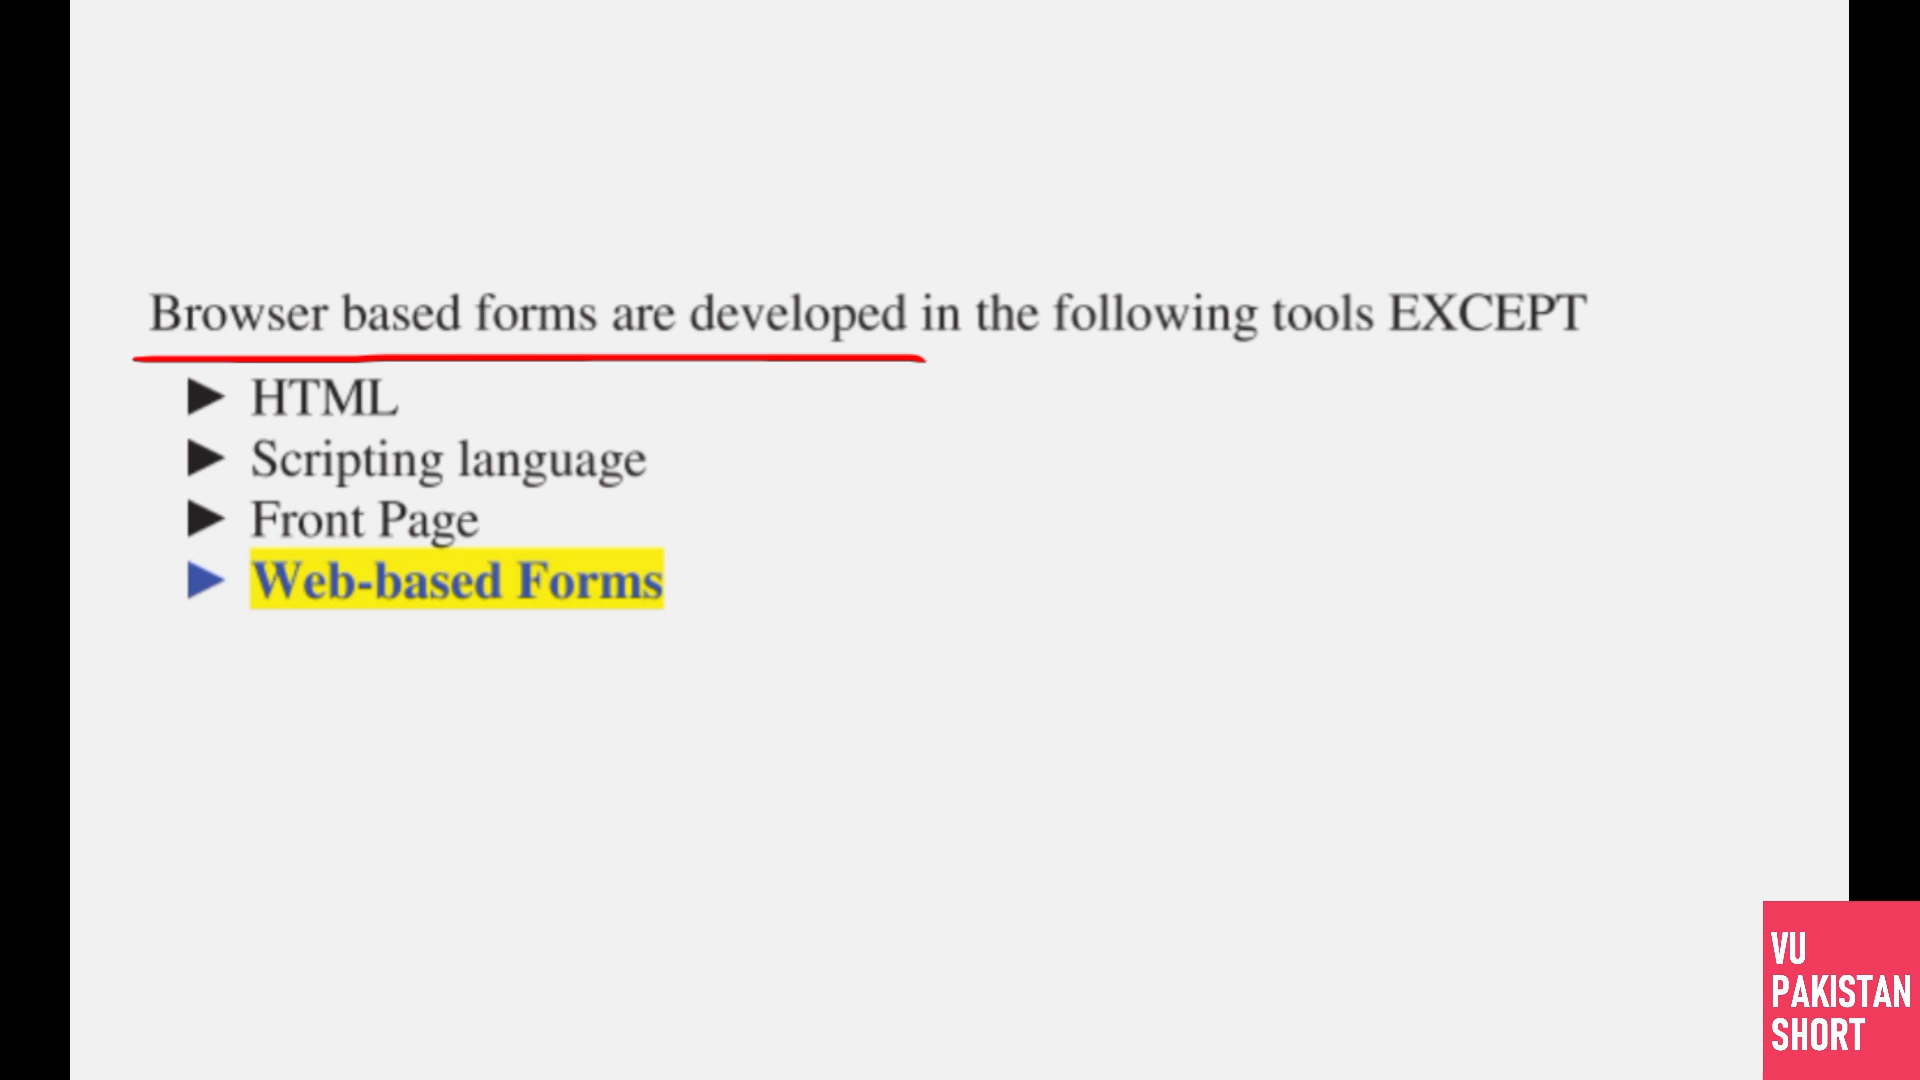 Browser based forms are developed in the following tools EXCEPT
► HTML
► Scripting language
► Front Page
► Web-based Forms
VU
PAKISTAN
SHORT